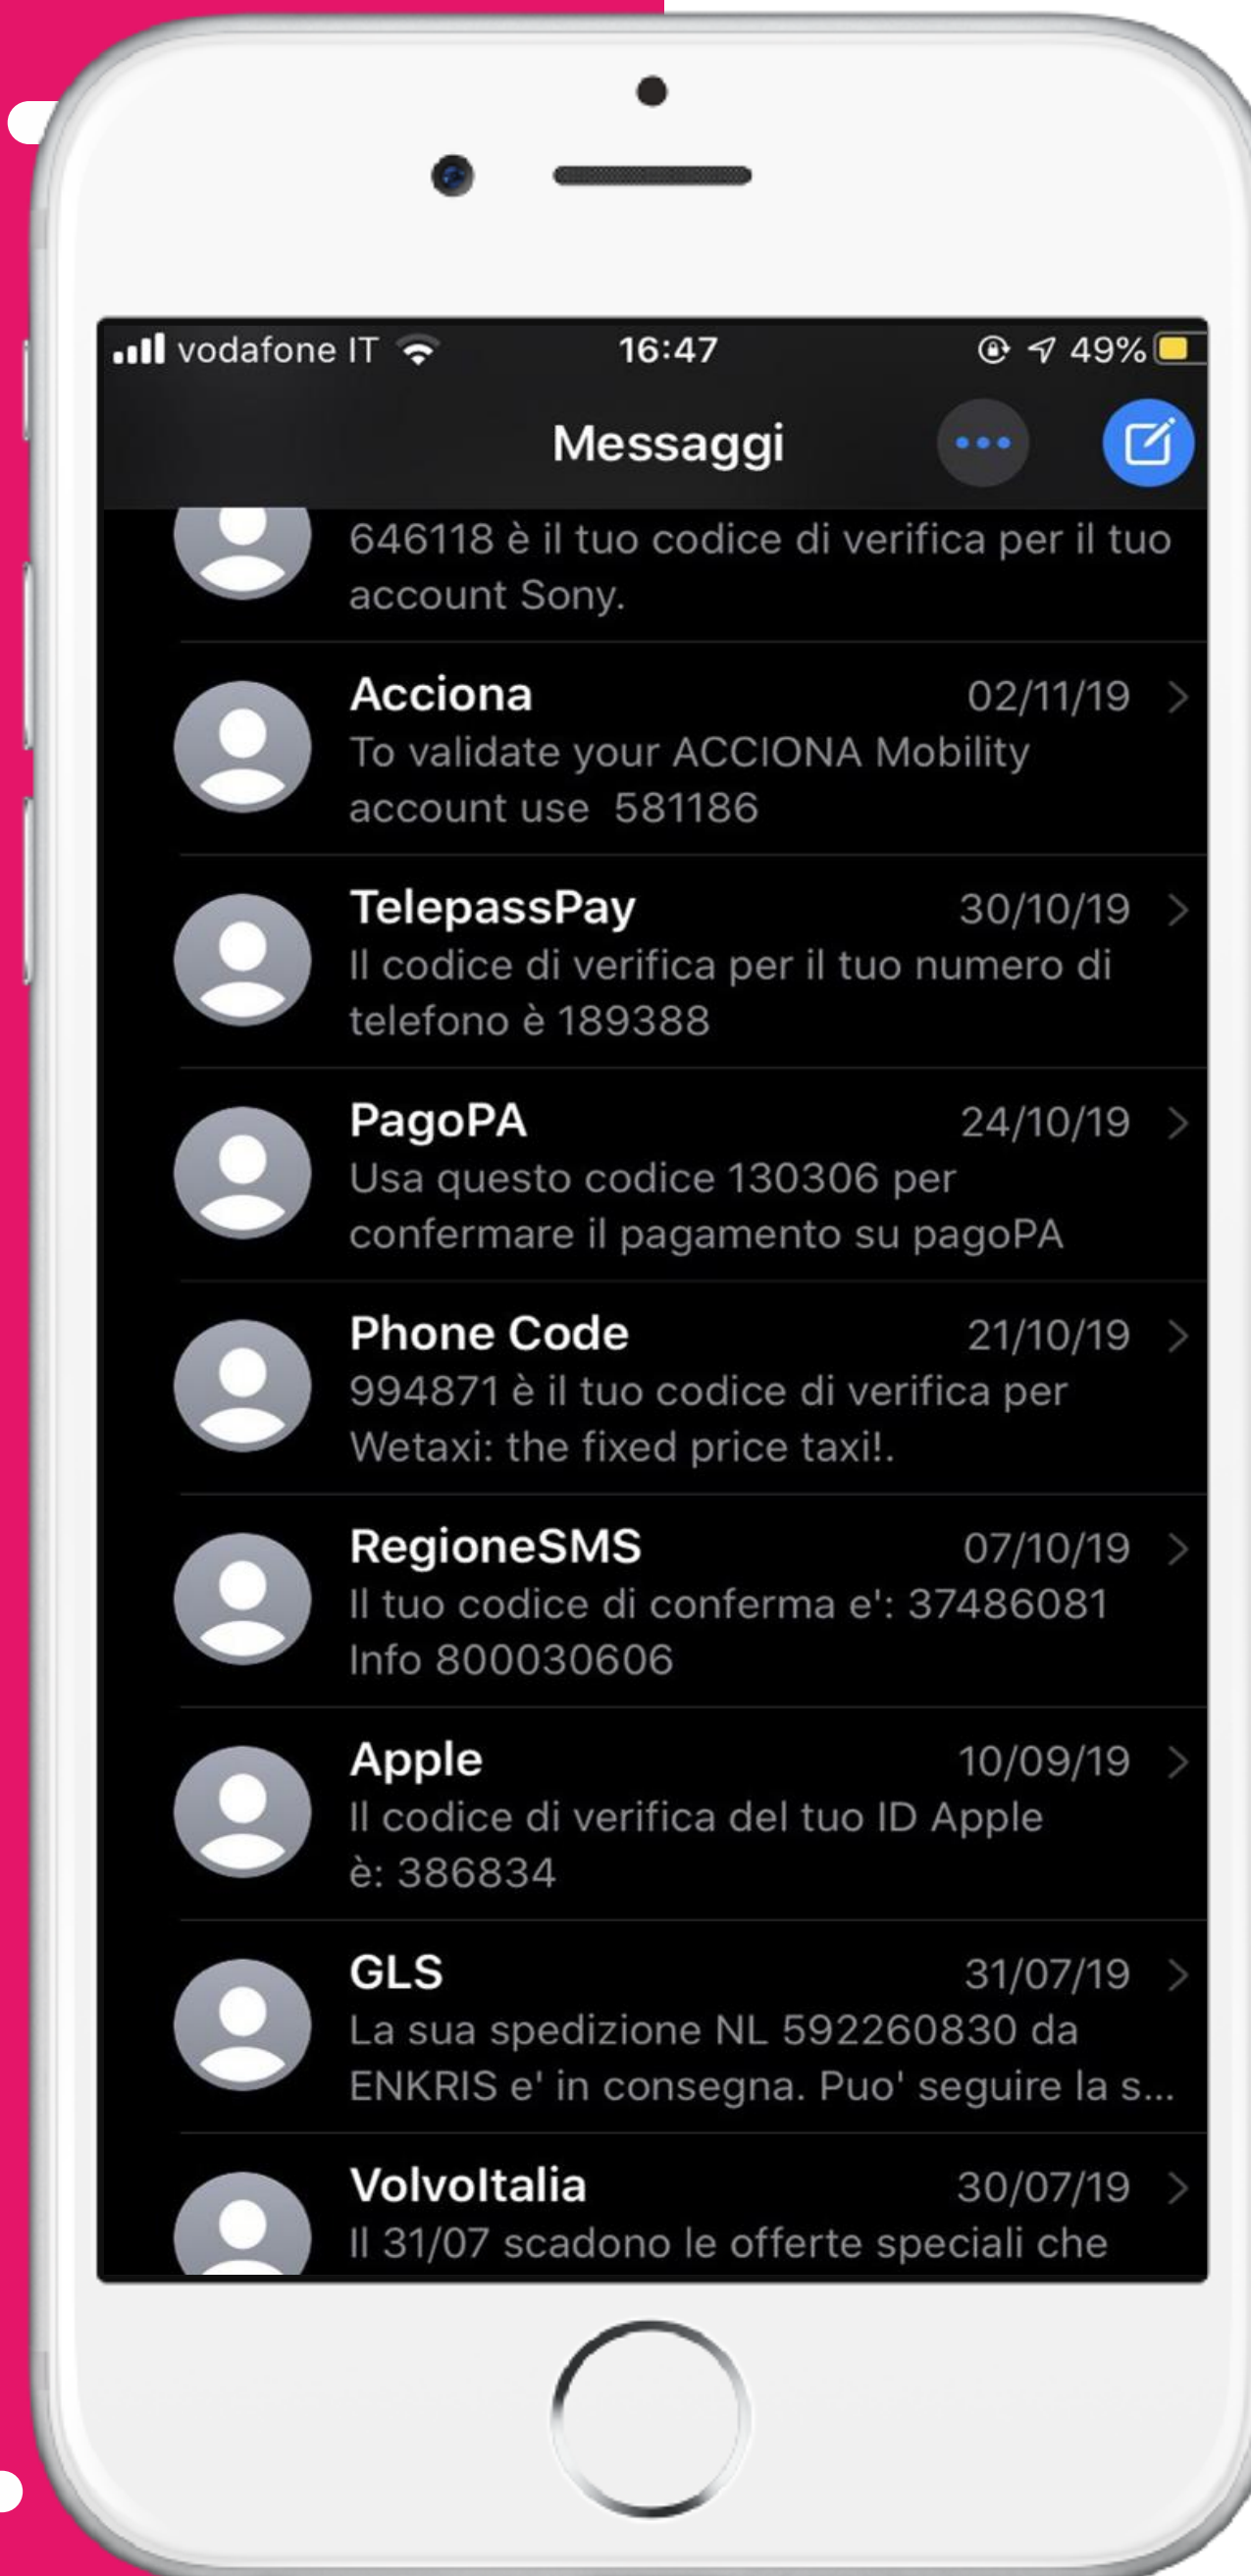 vodafone IT 16:47 49%
Messaggi
646118 è il tuo codice di verifica per il tuo
account Sony.
Acciona 02/11/19
To validate your ACCIONA Mobility
account use 581186
TelepassPay 30/10/19
Il codice di verifica per il tuo numero di
telefono è 189388
PagoPA 24/10/19
Usa questo codice 130306 per
confermare il pagamento su pagoPA
Phone Code 21/10/19
994871 è il tuo codice di verifica per
Wetaxi: the fixed price taxi!.
RegioneSMS 07/10/19
Il tuo codice di conferma e': 37486081
Info 800030606
Apple 10/09/19
Il codice di verifica del tuo ID Apple
è: 386834
GLS 31/07/19
La sua spedizione NL 592260830 da
ENKRIS e' in consegna. Puo' seguire la s...
VolvoItalia 30/07/19
Il 31/07 scadono le offerte speciali che